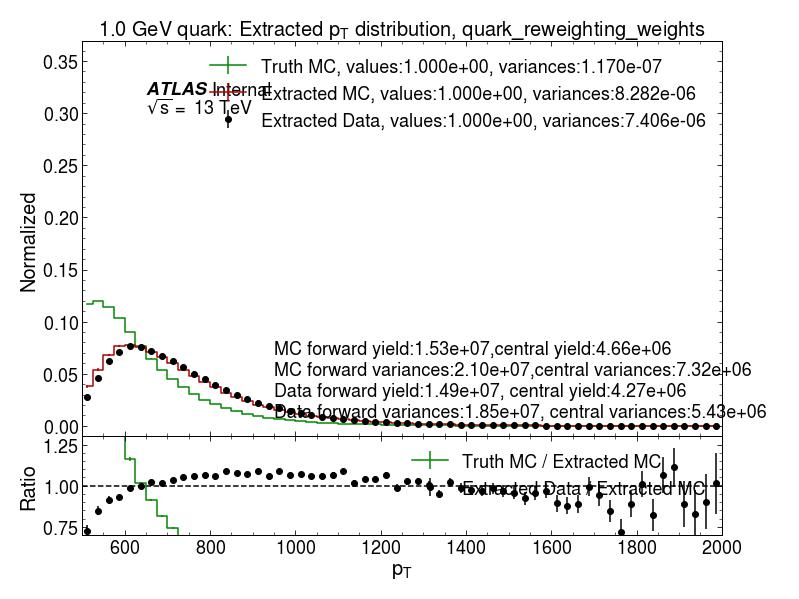 1.0 GeV quark: Extracted pT distribution, quark_reweighting_weights
Truth MC, values:1.000e+00, variances:1.170e-07
Extracted MC, values:1.000e+00, variances:8.282e-06
Extracted Data, values:1.000e+00, variances:7.406e-06
ATLAS Internal
√s = 13 TeV
Normalized
0.35
0.30
0.25
0.20
0.15
0.10
0.05
0.00
MC forward yield:1.53e+07,central yield:4.66e+06
MC forward variances:2.10e+07,central variances:7.32e+06
Data forward yield:1.49e+07, central yield:4.27e+06
Data forward variances:1.85e+07, central variances:5.43e+06
Ratio
1.25
1.00
0.75
Truth MC / Extracted MC
Extracted Data / Extracted MC
600 800 1000 1200 1400 1600 1800 2000
pT